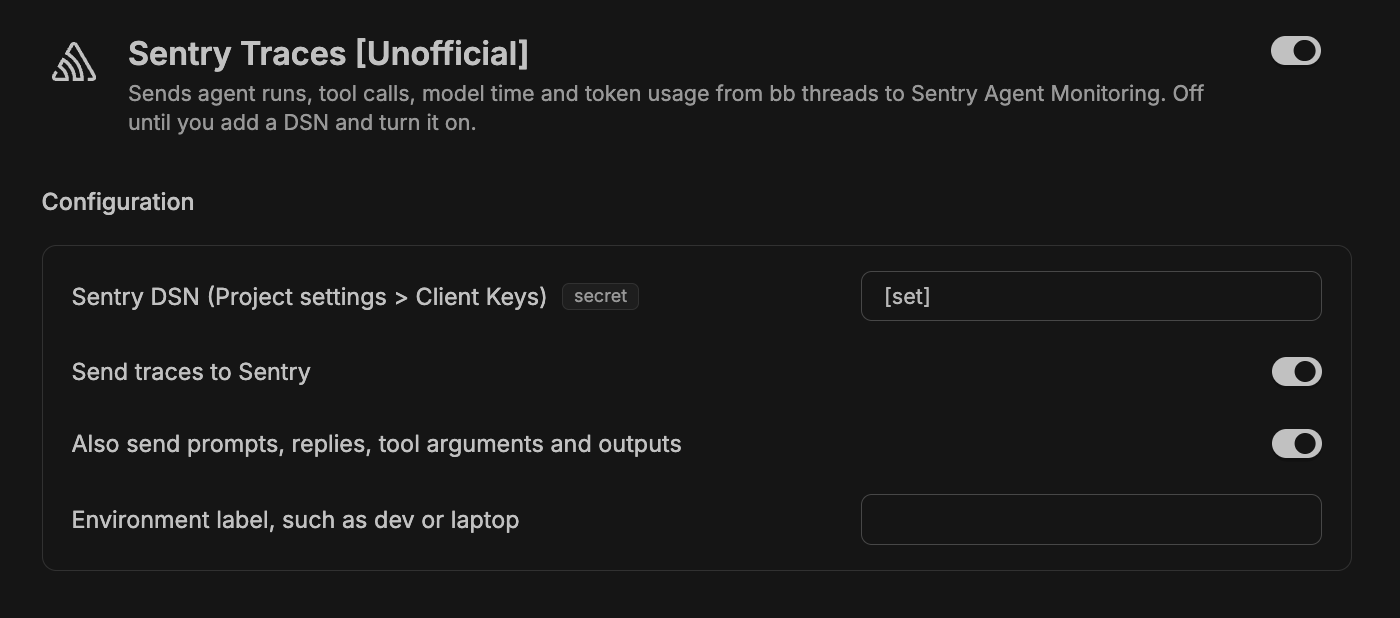 Sentry Traces [Unofficial]
Sends agent runs, tool calls, model time and token usage from bb threads to Sentry Agent Monitoring. Off
until you add a DSN and turn it on.
Configuration
Sentry DSN (Project settings > Client Keys) secret [set]
Send traces to Sentry
Also send prompts, replies, tool arguments and outputs
Environment label, such as dev or laptop